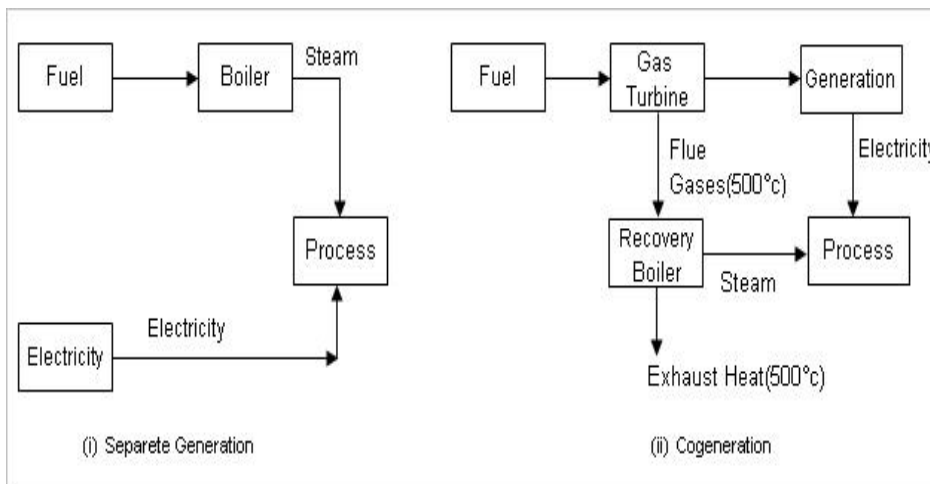 Steam
Fuel
Boiler
Process
Electricity
Electricity
(i) Separete Generation
Fuel
Gas
Turbine
Generation
Flue
Gases(500°c)
Electricity
Recovery
Boiler
Steam
Process
Exhaust Heat(500°c)
(ii) Cogeneration